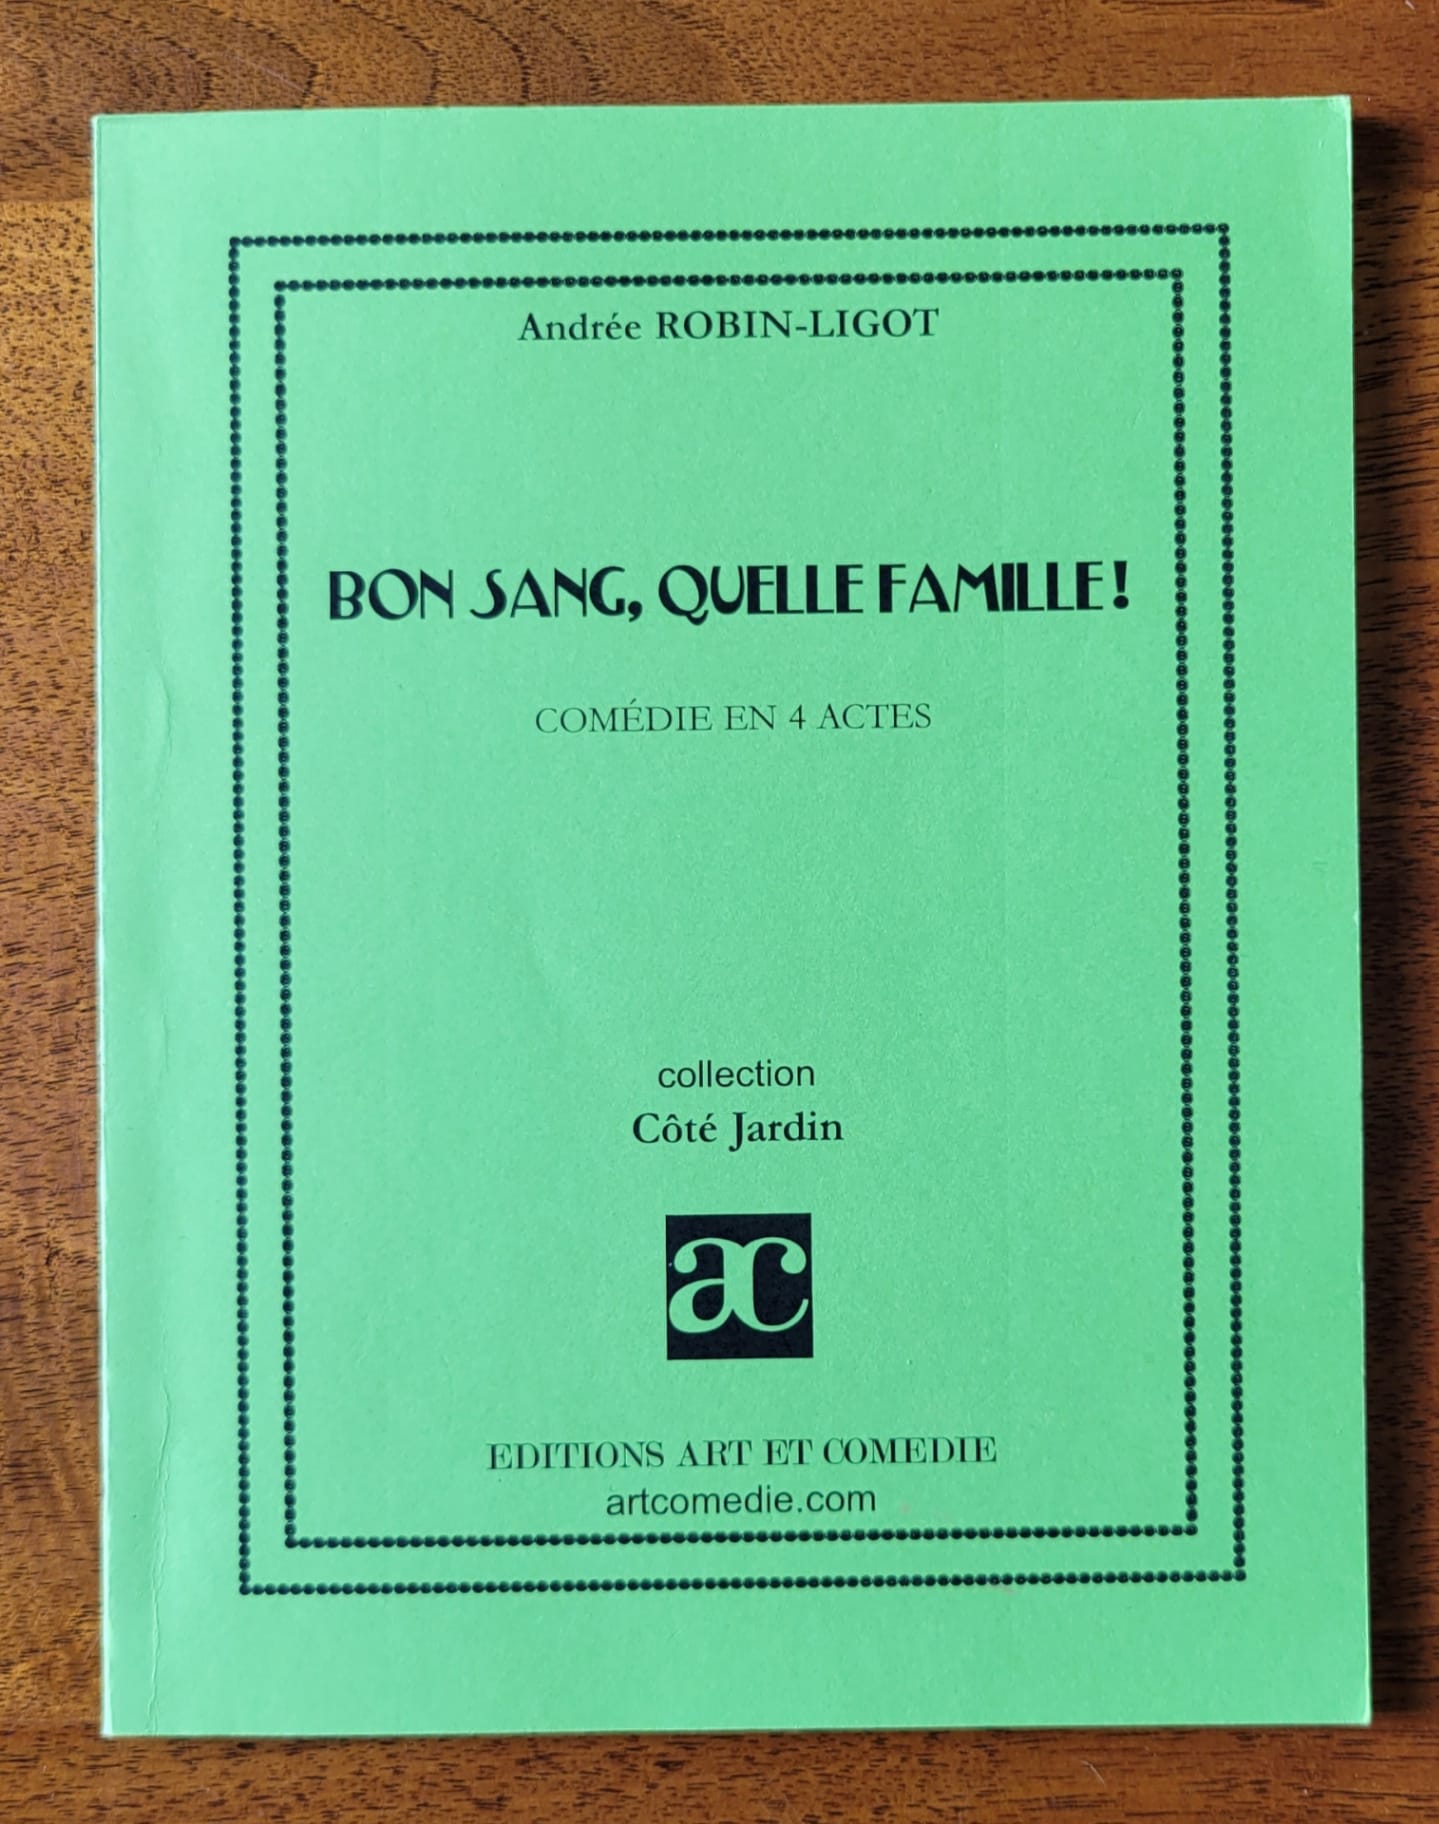 Andrée ROBIN-LIGOT
BON SANG, QUELLE FAMILLE!
COMÉDIE EN 4 ACTES
collection
Côté Jardin
ac
EDITIONS ART ET COMEDIE
artcomedie.com